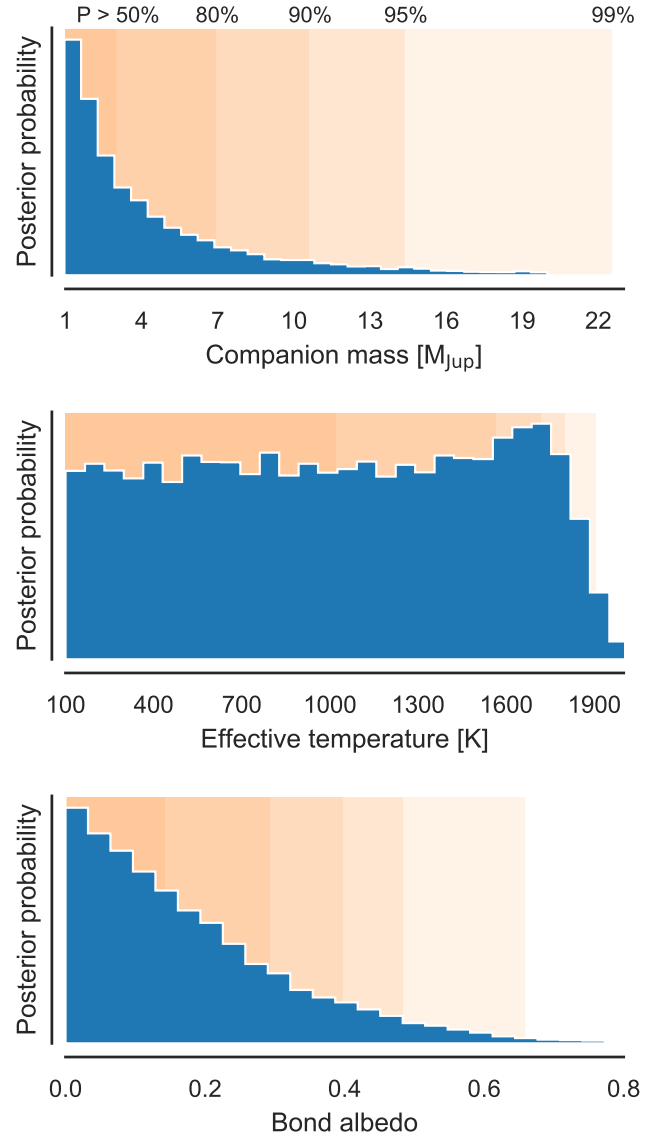 P > 50% 80% 90% 95% 99%
Posterior probability
1 4 7 10 13 16 19 22
Companion mass [M_Jup]
Posterior probability
100 400 700 1000 1300 1600 1900
Effective temperature [K]
Posterior probability
0.0 0.2 0.4 0.6 0.8
Bond albedo